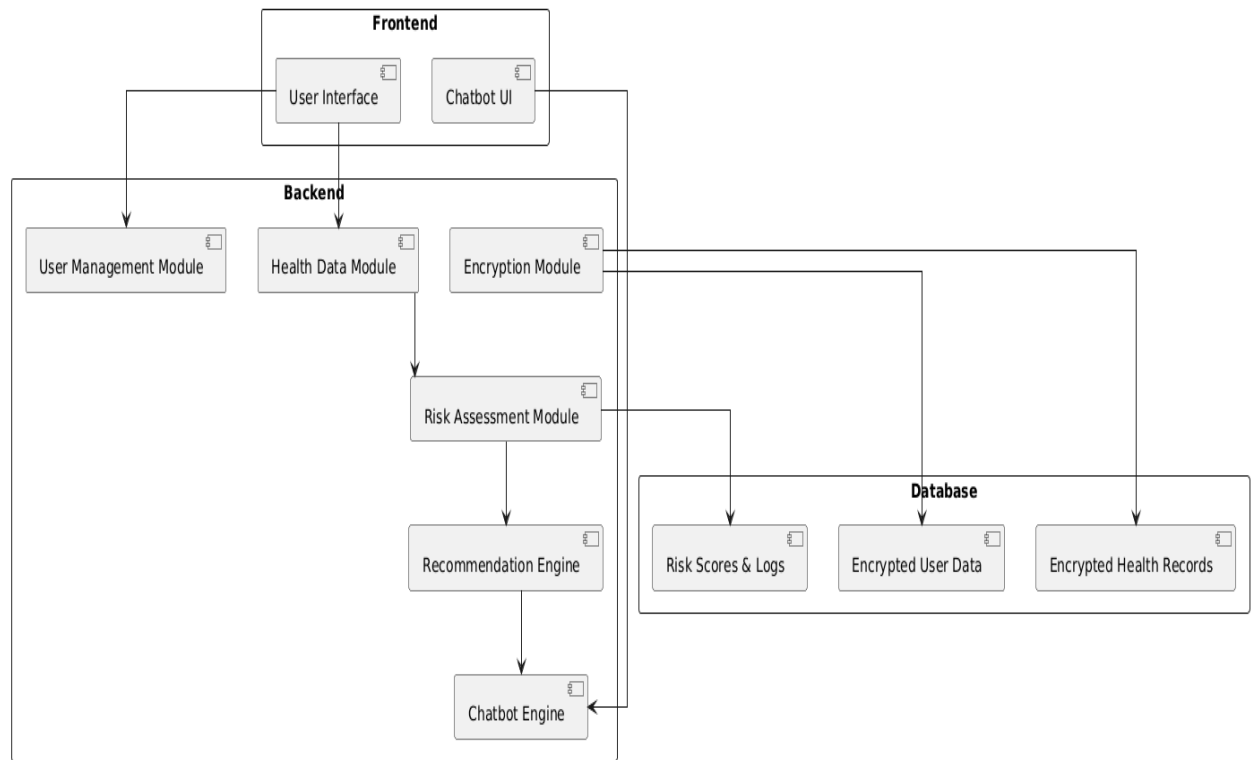 Frontend
User Interface
Chatbot UI
Backend
User Management Module
Health Data Module
Encryption Module
Risk Assessment Module
Database
Recommendation Engine
Risk Scores & Logs
Encrypted User Data
Encrypted Health Records
Chatbot Engine